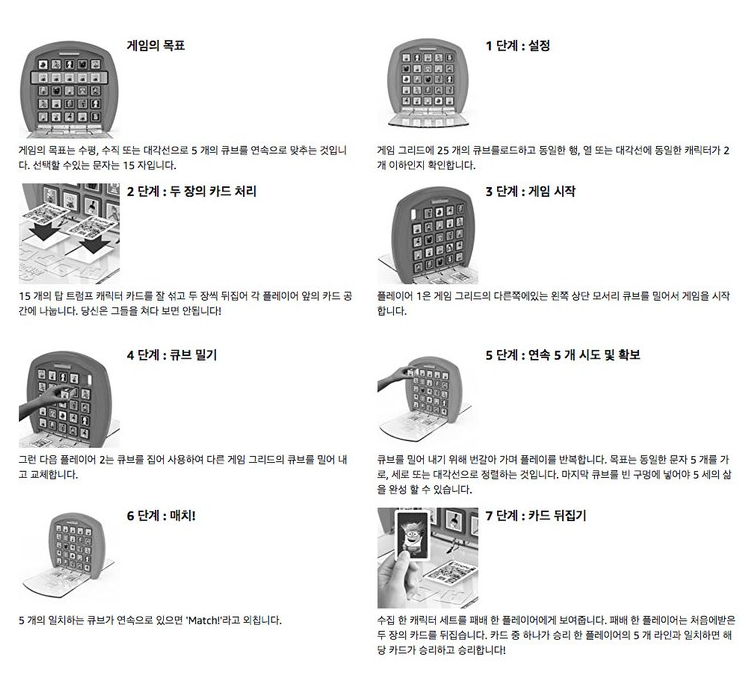 게임의 목표
게임의 목표는 수평, 수직 또는 대각선으로 5 개의 큐브를 연속으로 맞추는 것입니
다. 선택할 수있는 문자는 15 자입니다.
1 단계 : 설정
게임 그리드에 25 개의 큐브를로드하고 동일한 행, 열 또는 대각선에 동일한 캐릭터가 2
개 이하인지 확인합니다.
2 단계 : 두 장의 카드 처리
15 개의 탑 트럼프 캐릭터 카드를 잘 섞고 두 장씩 뒤집어 각 플레이어 앞의 카드 공
간에 나눕니다. 당신은 그들을 쳐다 보면 안됩니다!
3 단계 : 게임 시작
플레이어 1은 게임 그리드의 다른쪽에있는 왼쪽 상단 모서리 큐브를 밀어서 게임을 시작
합니다.
4 단계 : 큐브 밀기
그런 다음 플레이어 2는 큐브를 집어 사용하여 다른 게임 그리드의 큐브를 밀어 내
고 교체합니다.
5 단계 : 연속 5 개 시도 및 확보
큐브를 밀어 내기 위해 번갈아 가며 플레이를 반복합니다. 목표는 동일한 문자 5 개를 가
로, 세로 또는 대각선으로 정렬하는 것입니다. 마지막 큐브를 빈 구멍에 넣어야 5 세의 삶
을 완성 할 수 있습니다.
6 단계 : 매치!
5 개의 일치하는 큐브가 연속으로 있으면 'Match!'라고 외칩니다.
7 단계 : 카드 뒤집기
수집 한 캐릭터 세트를 패배 한 플레이어에게 보여줍니다. 패배 한 플레이어는 처음에받은
두 장의 카드를 뒤집습니다. 카드 중 하나가 승리 한 플레이어의 5 개 라인과 일치하면 해
당 카드가 승리하고 승리합니다!